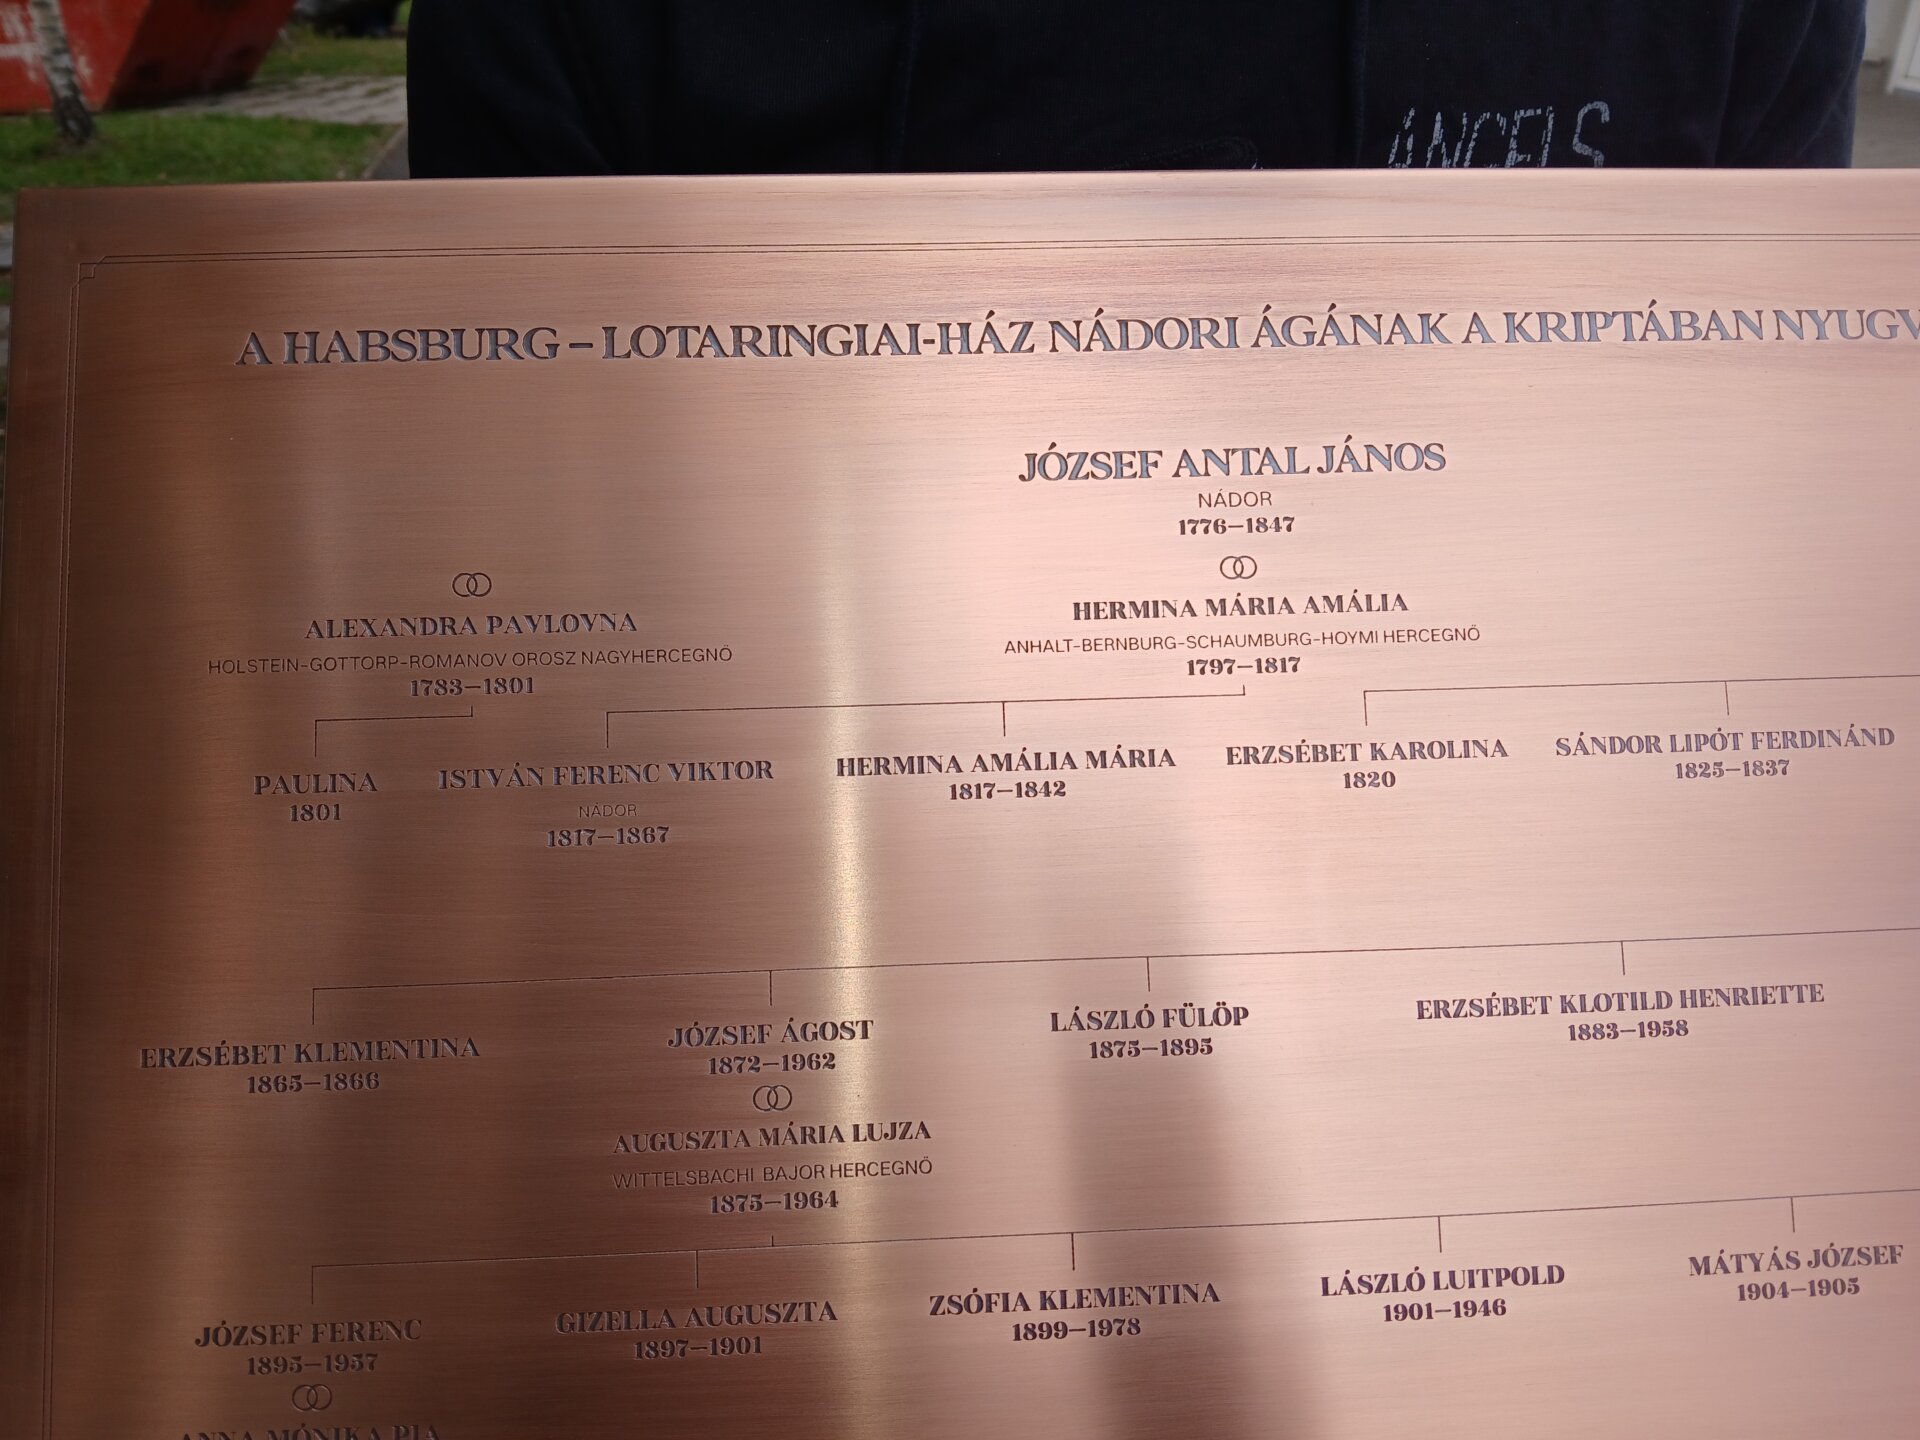 ANGELS
A HABSBURG – LOTARINGIAI-HÁZ NÁDORI ÁGÁNAK A KRIPTÁBAN NYUGV
JÓZSEF ANTAL JÁNOS
NÁDOR
1776–1847
ALEXANDRA PAVLOVNA
HOLSTEIN-GOTTORP-ROMANOV OROSZ NAGYHERCEGNŐ
1783–1801
HERMINA MÁRIA AMÁLIA
ANHALT-BERNBURG-SCHAUMBURG-HOYMI HERCEGNŐ
1797–1817
PAULINA
1801
ISTVÁN FERENC VIKTOR
NÁDOR
1817–1867
HERMINA AMÁLIA MÁRIA
1817–1842
ERZSÉBET KAROLINA
1820
SÁNDOR LIPÓT FERDINÁND
1825–1837
ERZSÉBET KLEMENTINA
1865–1866
JÓZSEF ÁGOST
1872–1962
AUGUSZTA MÁRIA LUJZA
WITTELSBACHI BAJOR HERCEGNŐ
1875–1964
LÁSZLÓ FÜLÖP
1875–1895
ERZSÉBET KLOTILD HENRIETTE
1883–1958
JÓZSEF FERENC
1895–1957
ANNA MÓNIKA PIA
GIZELLA AUGUSZTA
1897–1901
ZSÓFIA KLEMENTINA
1899–1978
LÁSZLÓ LUITPOLD
1901–1946
MÁTYÁS JÓZSEF
1904–1905